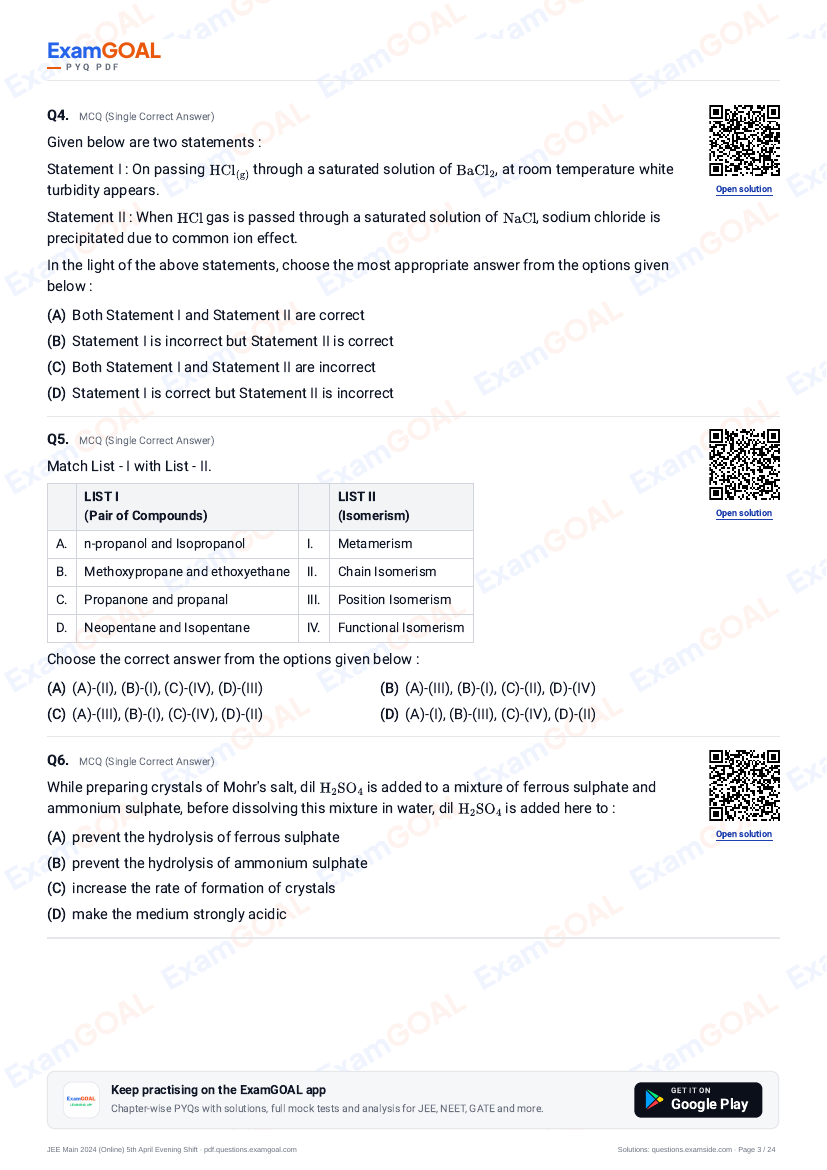 ExamGOAL
PYQ PDF
Q4. MCQ (Single Correct Answer)
Given below are two statements :
Statement I : On passing HCl(g) through a saturated solution of BaCl₂, at room temperature white
turbidity appears.
Statement II : When HCl gas is passed through a saturated solution of NaCl, sodium chloride is
precipitated due to common ion effect.
In the light of the above statements, choose the most appropriate answer from the options given
below :
(A) Both Statement I and Statement II are correct
(B) Statement I is incorrect but Statement II is correct
(C) Both Statement I and Statement II are incorrect
(D) Statement I is correct but Statement II is incorrect
Open solution
Q5. MCQ (Single Correct Answer)
Match List - I with List - II.
LIST I
(Pair of Compounds)
LIST II
(Isomerism)
A. n-propanol and Isopropanol I. Metamerism
B. Methoxypropane and ethoxyethane II. Chain Isomerism
C. Propanone and propanal III. Position Isomerism
D. Neopentane and Isopentane IV. Functional Isomerism
Choose the correct answer from the options given below :
(A) (A)-(II), (B)-(I), (C)-(IV), (D)-(III)
(B) (A)-(III), (B)-(I), (C)-(II), (D)-(IV)
(C) (A)-(III), (B)-(I), (C)-(IV), (D)-(II)
(D) (A)-(I), (B)-(III), (C)-(IV), (D)-(II)
Open solution
Q6. MCQ (Single Correct Answer)
While preparing crystals of Mohr's salt, dil H₂SO₄ is added to a mixture of ferrous sulphate and
ammonium sulphate, before dissolving this mixture in water, dil H₂SO₄ is added here to :
(A) prevent the hydrolysis of ferrous sulphate
(B) prevent the hydrolysis of ammonium sulphate
(C) increase the rate of formation of crystals
(D) make the medium strongly acidic
Open solution
ExamGOAL
Keep practising on the ExamGOAL app
Chapter-wise PYQs with solutions, full mock tests and analysis for JEE, NEET, GATE and more.
GET IT ON
Google Play
JEE Main 2024 (Online) 5th April Evening Shift · pdf.questions.examgoal.com
Solutions: questions.examside.com · Page 3 / 24